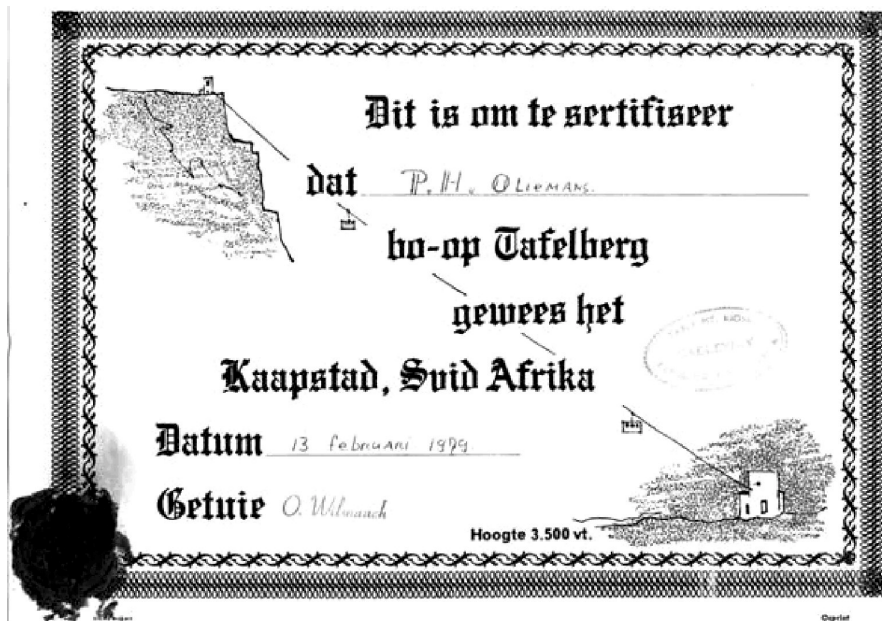 Dit is om te sertifiseer
dat P.H. OLIEMANS.
bo-op Tafelberg
gewees het
Kaapstad, Suid Afrika
Datum 13 februari 1979
Getuie O.
Hoogte 3.500 vt.